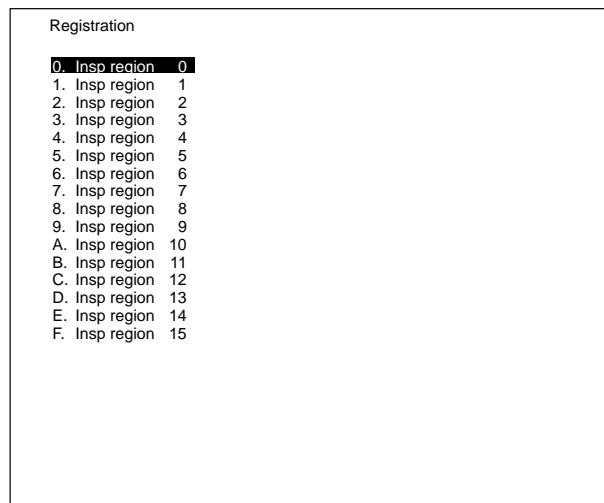 Registration
0. Insp region 0
1. Insp region 1
2. Insp region 2
3. Insp region 3
4. Insp region 4
5. Insp region 5
6. Insp region 6
7. Insp region 7
8. Insp region 8
9. Insp region 9
A. Insp region 10
B. Insp region 11
C. Insp region 12
D. Insp region 13
E. Insp region 14
F. Insp region 15